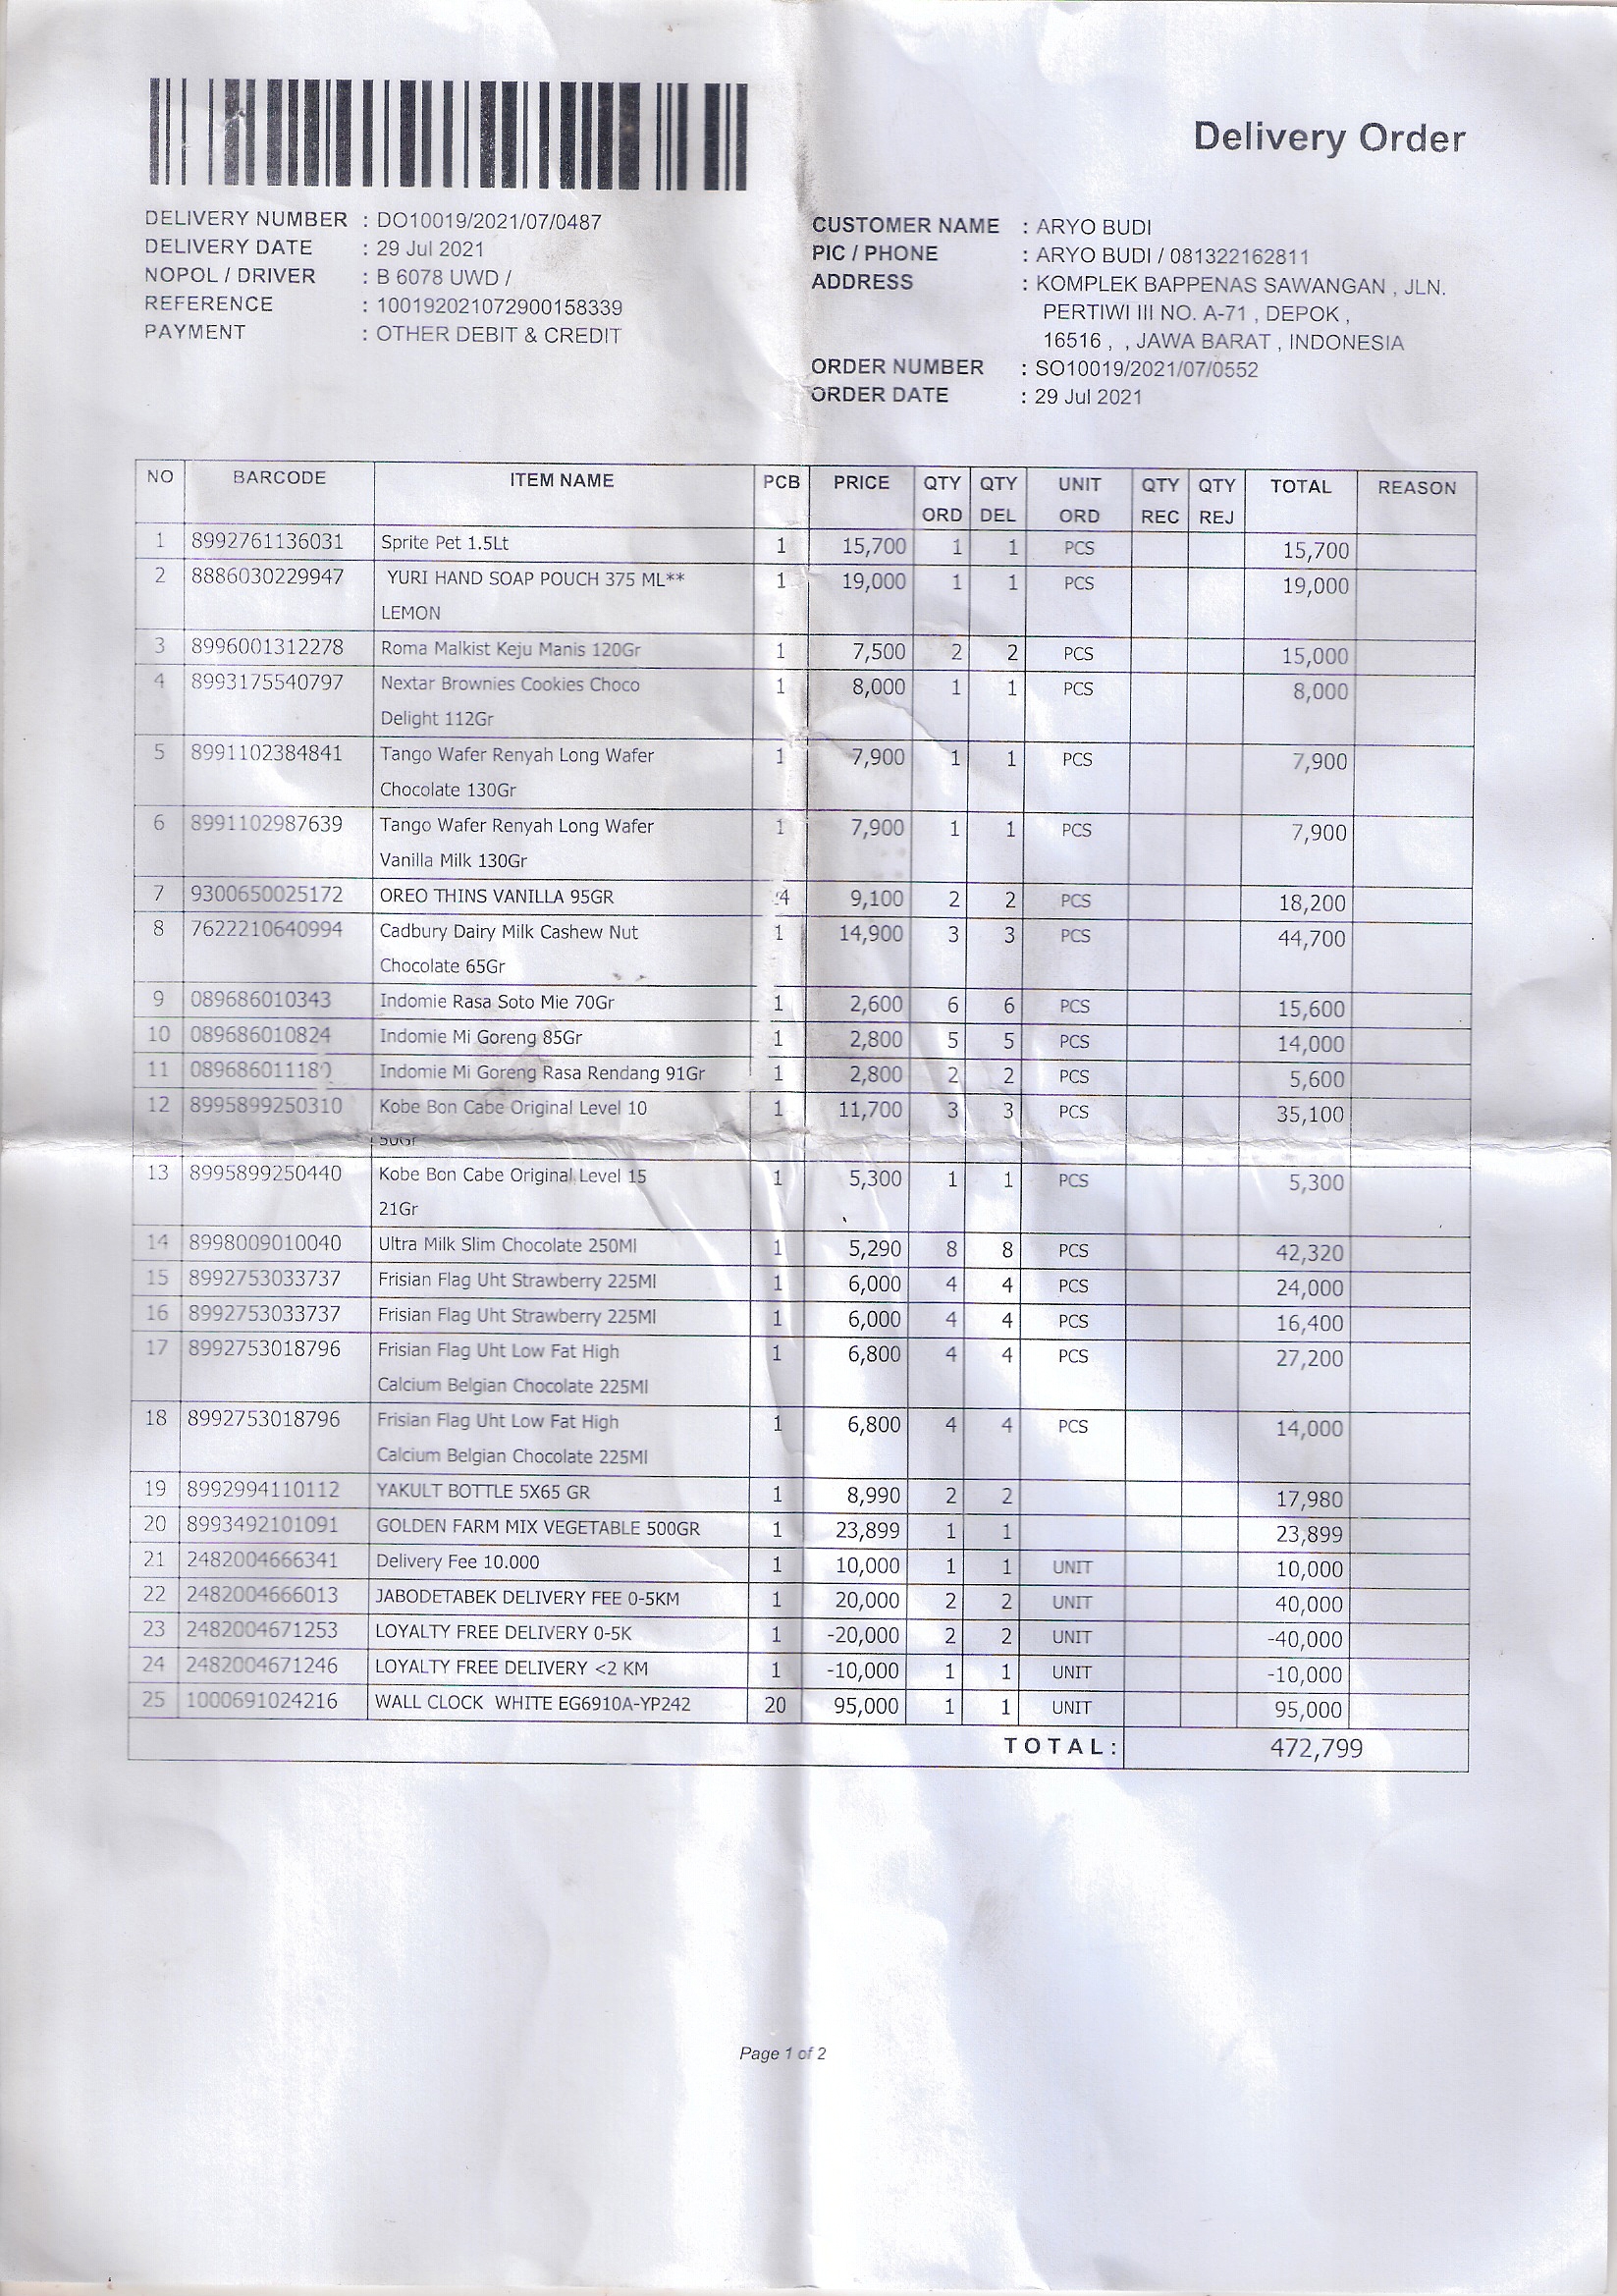 Delivery Order
DELIVERY NUMBER : DO10019/2021/07/0487
DELIVERY DATE : 29 Jul 2021
NOPOL / DRIVER : B 6078 UWD /
REFERENCE : 100192021072900158339
PAYMENT : OTHER DEBIT & CREDIT
CUSTOMER NAME : ARYO BUDI
PIC / PHONE : ARYO BUDI / 081322162811
ADDRESS : KOMPLEK BAPPENAS SAWANGAN , JLN.
PERTIWI III NO. A-71 , DEPOK ,
16516 , , JAWA BARAT , INDONESIA
ORDER NUMBER : SO10019/2021/07/0552
ORDER DATE : 29 Jul 2021
NO BARCODE ITEM NAME PCB PRICE QTY QTY UNIT QTY QTY TOTAL REASON
ORD DEL ORD REC REJ
1 8992761136031 Sprite Pet 1.5Lt 1 15,700 1 1 PCS 15,700
2 8886030229947 YURI HAND SOAP POUCH 375 ML** 1 19,000 1 1 PCS 19,000
LEMON
3 8996001312278 Roma Malkist Keju Manis 120Gr 1 7,500 2 2 PCS 15,000
4 8993175540797 Nextar Brownies Cookies Choco 1 8,000 1 1 PCS 8,000
Delight 112Gr
5 8991102384841 Tango Wafer Renyah Long Wafer 1 7,900 1 1 PCS 7,900
Chocolate 130Gr
6 8991102987639 Tango Wafer Renyah Long Wafer 1 7,900 1 1 PCS 7,900
Vanilla Milk 130Gr
7 9300650025172 OREO THINS VANILLA 95GR 9,100 2 2 PCS 18,200
8 7622210640994 Cadbury Dairy Milk Cashew Nut 1 14,900 3 3 PCS 44,700
Chocolate 65Gr
9 089686010343 Indomie Rasa Soto Mie 70Gr 1 2,600 6 6 PCS 15,600
10 089686010824 Indomie Mi Goreng 85Gr 1 2,800 5 5 PCS 14,000
11 Indomie Mi Goreng Rasa Rendang 91Gr 1 2,800 2 2 PCS 5,600
12 8995899250310 Kobe Bon Cabe Original Level 10 1 11,700 3 3 PCS 35,100
50Gr
13 8995899250440 Kobe Bon Cabe Original Level 15 1 5,300 1 1 PCS 5,300
21Gr
14 8998009010040 Ultra Milk Slim Chocolate 250Ml 1 5,290 8 8 PCS 42,320
15 8992753033737 Frisian Flag Uht Strawberry 225Ml 1 6,000 4 4 PCS 24,000
16 8992753033737 Frisian Flag Uht Strawberry 225Ml 1 6,000 4 4 PCS 16,400
17 8992753018796 Frisian Flag Uht Low Fat High 1 6,800 4 4 PCS 27,200
Calcium Belgian Chocolate 225Ml
18 8992753018796 Frisian Flag Uht Low Fat High 1 6,800 4 4 PCS 14,000
Calcium Belgian Chocolate 225Ml
19 8992994110112 YAKULT BOTTLE 5X65 GR 1 8,990 2 2 17,980
20 8993492101091 GOLDEN FARM MIX VEGETABLE 500GR 1 23,899 1 1 23,899
21 2482004666341 Delivery Fee 10.000 1 10,000 1 1 UNIT 10,000
22 2482004666013 JABODETABEK DELIVERY FEE 0-5KM 1 20,000 2 2 UNIT 40,000
23 2482004671253 LOYALTY FREE DELIVERY 0-5K 1 -20,000 2 2 UNIT -40,000
24 2482004671246 LOYALTY FREE DELIVERY <2 KM 1 -10,000 1 1 UNIT -10,000
25 1000691024216 WALL CLOCK WHITE EG6910A-YP242 20 95,000 1 1 UNIT 95,000
TOTAL: 472,799
Page 1 of 2